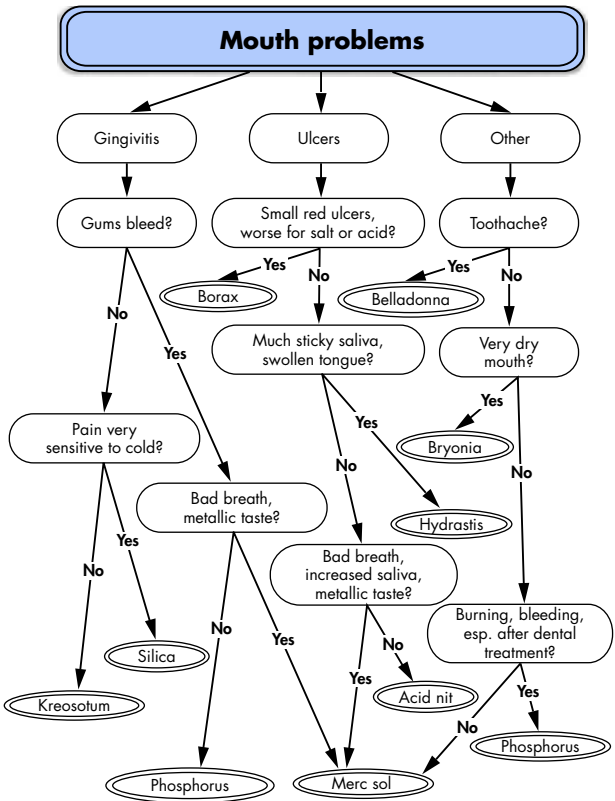 Mouth problems
Gingivitis
Ulcers
Other
Gums bleed?
Small red ulcers,
worse for salt or acid?
Toothache?
Yes
No
Yes
No
Borax
Belladonna
No
Yes
Much sticky saliva,
swollen tongue?
Very dry
mouth?
Yes
No
Yes
No
Pain very
sensitive to cold?
Bryonia
Bad breath,
metallic taste?
Hydrastis
No
Yes
Bad breath,
increased saliva,
metallic taste?
No
Yes
Burning, bleeding,
esp. after dental
treatment?
Silica
Yes
No
Kreosotum
Acid nit
No
Yes
Phosphorus
Phosphorus
Merc sol